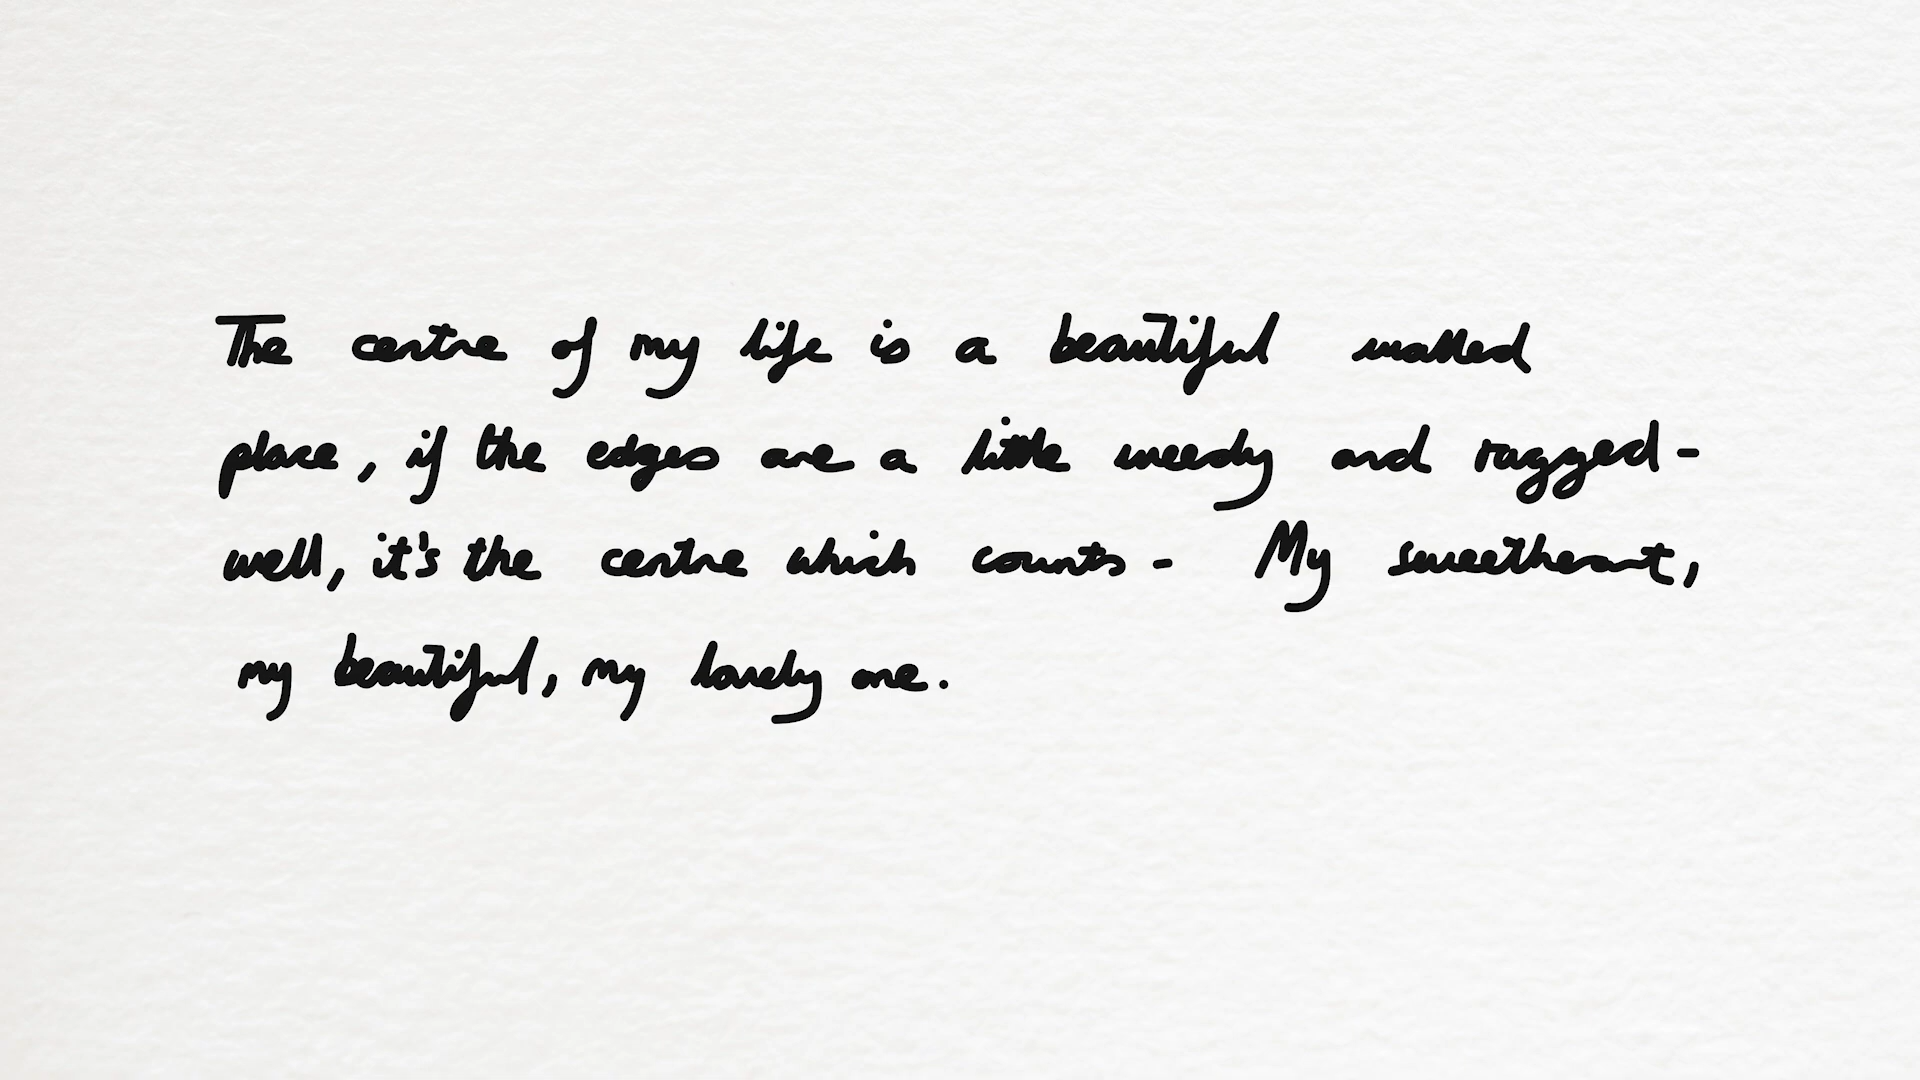 The centre of my life is a beautiful walled
place, if the edges are a little weedy and ragged -
well, it's the centre which counts - My sweetheart,
my beautiful, my lovely one.